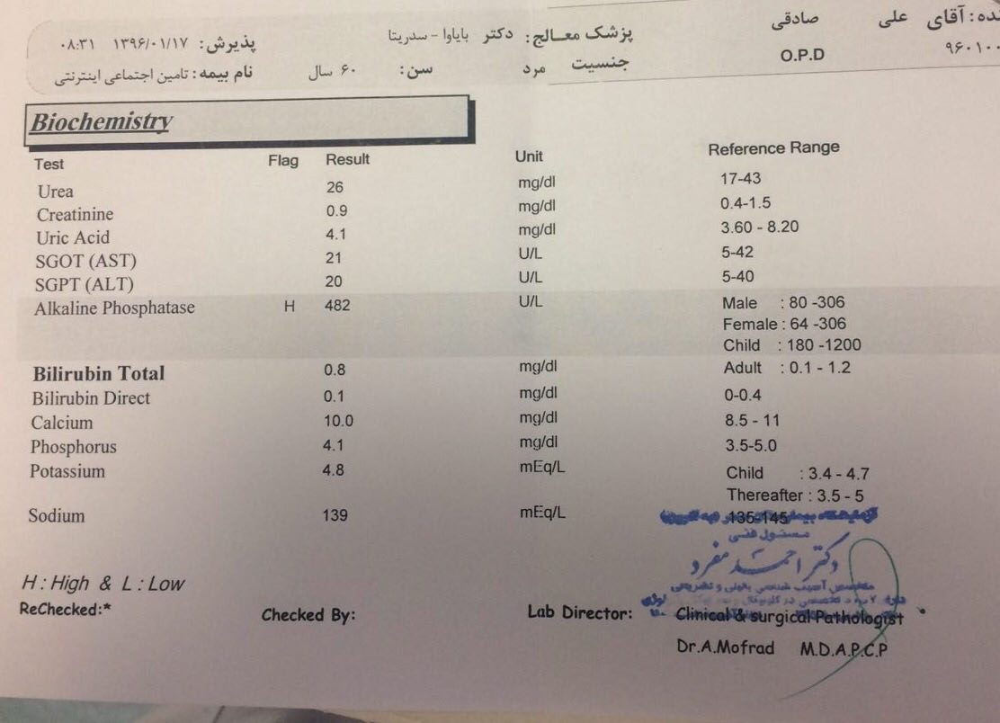 نده: آقای علی صادقی
پزشک معالج: دکتر بایاوا - سدریتا
پذیرش: ۱۳۹۶/۰۱/۱۷ ۰۸:۳۱
۹۶۰۱۰۰
O.P.D
جنسیت مرد
سن: ۶۰ سال
نام بیمه: تامین اجتماعی اینترنتی
Biochemistry
Test Flag Result Unit Reference Range
Urea 26 mg/dl 17-43
Creatinine 0.9 mg/dl 0.4-1.5
Uric Acid 4.1 mg/dl 3.60 - 8.20
SGOT (AST) 21 U/L 5-42
SGPT (ALT) 20 U/L 5-40
Alkaline Phosphatase H 482 U/L Male : 80 -306
Female : 64 -306
Child : 180 -1200
Bilirubin Total 0.8 mg/dl Adult : 0.1 - 1.2
Bilirubin Direct 0.1 mg/dl 0-0.4
Calcium 10.0 mg/dl 8.5 - 11
Phosphorus 4.1 mg/dl 3.5-5.0
Potassium 4.8 mEq/L Child : 3.4 - 4.7
Thereafter : 3.5 - 5
Sodium 139 mEq/L 135-145
مسئول فنی
دکتر احمد مفرد
H : High & L : Low
ReChecked:*
Checked By:
Lab Director: Clinical & surgical Pathologist
Dr.A.Mofrad M.D.A.P.C.P